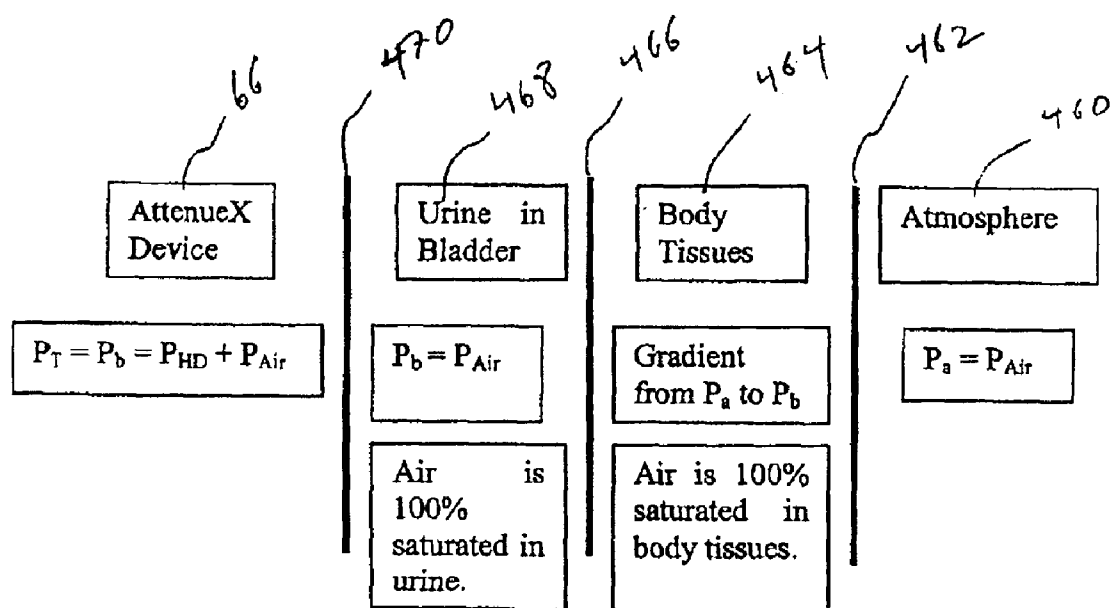 66
470
468
466
464
462
460
AttenueX
Device
Urine in
Bladder
Body
Tissues
Atmosphere
P_T = P_b = P_HD + P_Air
P_b = P_Air
Gradient
from P_a to P_b
P_a = P_Air
Air is
100%
saturated in
urine.
Air is 100%
saturated in
body tissues.